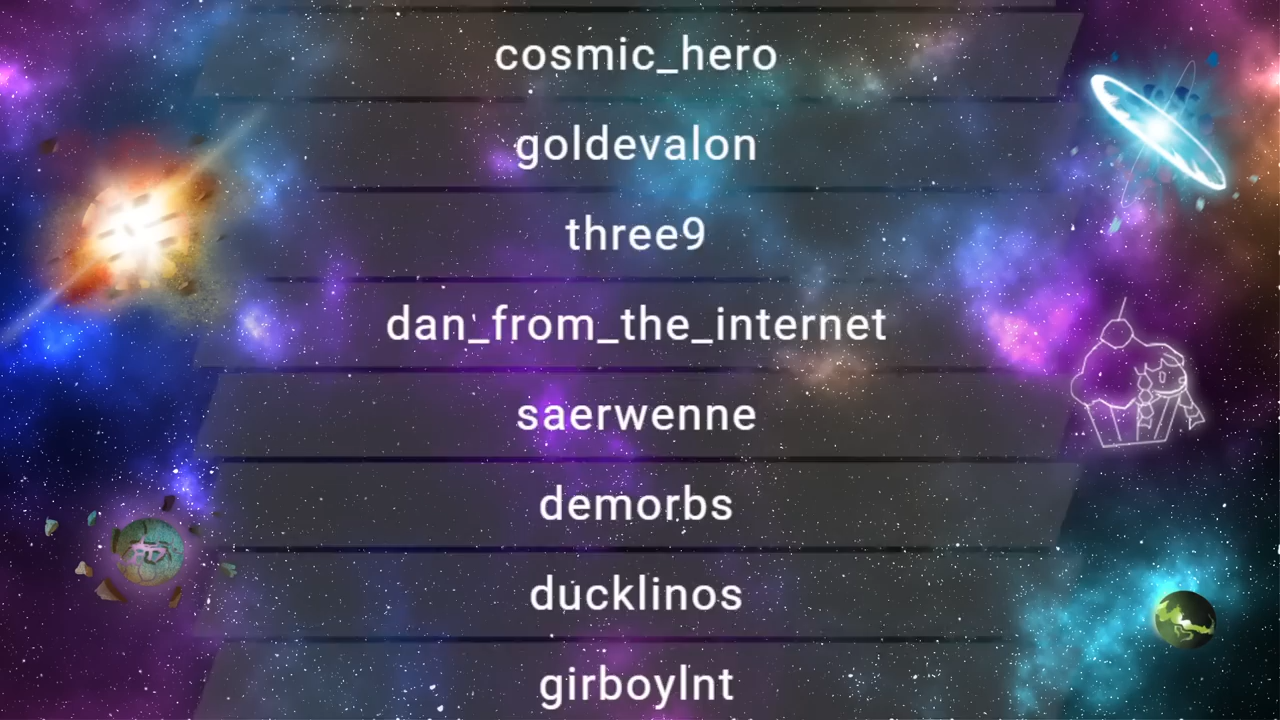 cosmic_hero
goldevalon
three9
dan_from_the_internet
saerwenne
demorbs
ducklinos
girboylnt